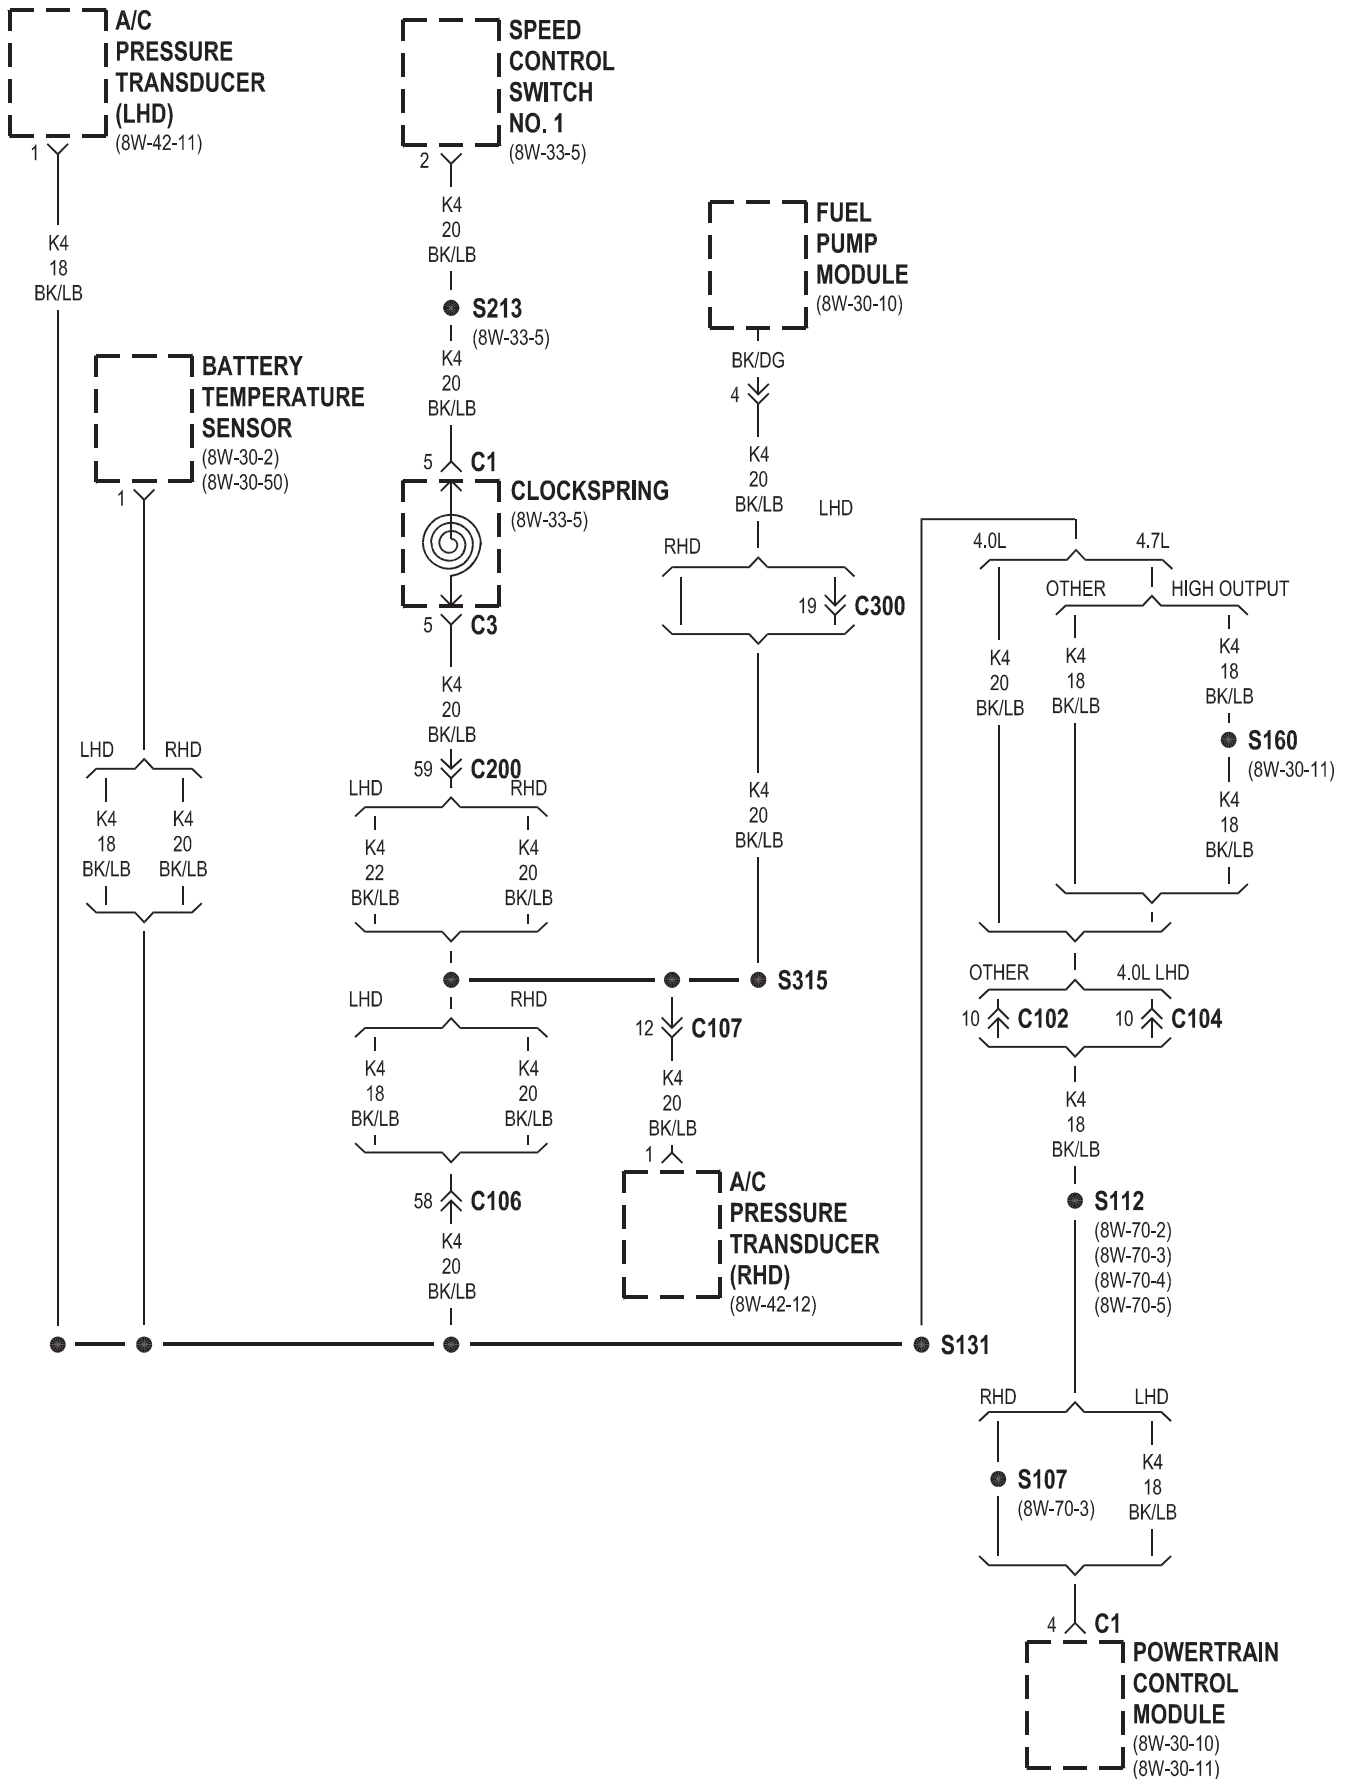 A/C
PRESSURE
TRANSDUCER
(LHD)
(8W-42-11)
1
K4
18
BK/LB
SPEED
CONTROL
SWITCH
NO. 1
(8W-33-5)
2
K4
20
BK/LB
S213
(8W-33-5)
K4
20
BK/LB
5 C1
CLOCKSPRING
(8W-33-5)
5 C3
K4
20
BK/LB
59 C200
LHD RHD
K4
22
BK/LB
K4
20
BK/LB
LHD RHD
K4
18
BK/LB
K4
20
BK/LB
58 C106
K4
20
BK/LB
BATTERY
TEMPERATURE
SENSOR
(8W-30-2)
(8W-30-50)
1
LHD RHD
K4
18
BK/LB
K4
20
BK/LB
FUEL
PUMP
MODULE
(8W-30-10)
BK/DG
4
K4
20
BK/LB
LHD
RHD
19 C300
K4
20
BK/LB
S315
12 C107
K4
20
BK/LB
1
A/C
PRESSURE
TRANSDUCER
(RHD)
(8W-42-12)
S131
4.0L 4.7L
OTHER HIGH OUTPUT
K4
20
BK/LB
K4
18
BK/LB
K4
18
BK/LB
S160
(8W-30-11)
K4
18
BK/LB
OTHER 4.0L LHD
10 C102
10 C104
K4
18
BK/LB
S112
(8W-70-2)
(8W-70-3)
(8W-70-4)
(8W-70-5)
RHD LHD
S107
(8W-70-3)
K4
18
BK/LB
4 C1
POWERTRAIN
CONTROL
MODULE
(8W-30-10)
(8W-30-11)